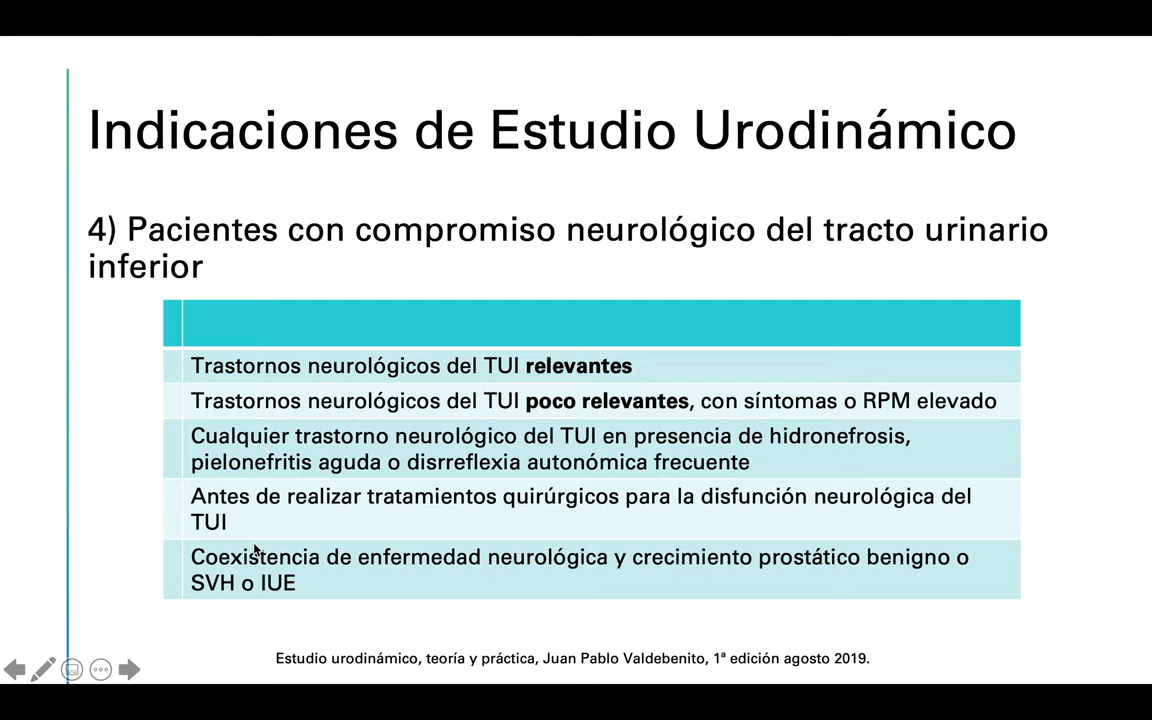 Indicaciones de Estudio Urodinámico
4) Pacientes con compromiso neurológico del tracto urinario
inferior
Trastornos neurológicos del TUI relevantes
Trastornos neurológicos del TUI poco relevantes, con síntomas o RPM elevado
Cualquier trastorno neurológico del TUI en presencia de hidronefrosis,
pielonefritis aguda o disrreflexia autonómica frecuente
Antes de realizar tratamientos quirúrgicos para la disfunción neurológica del
TUI
Coexistencia de enfermedad neurológica y crecimiento prostático benigno o
SVH o IUE
Estudio urodinámico, teoría y práctica, Juan Pablo Valdebenito, 1ª edición agosto 2019.